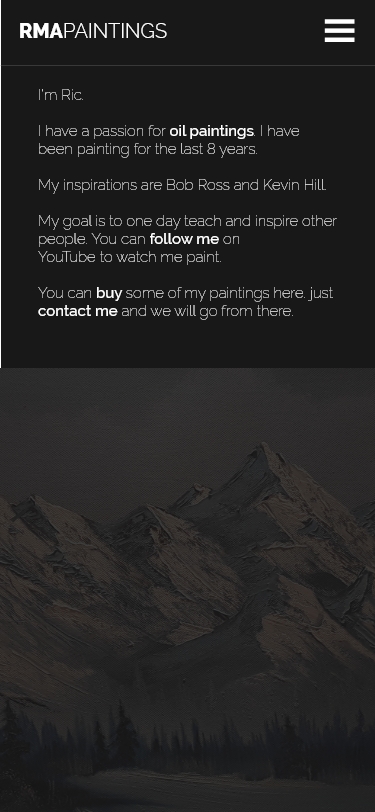 RMAPAINTINGS
I'm Ric.
I have a passion for oil paintings. I have
been painting for the last 8 years.
My inspirations are Bob Ross and Kevin Hill.
My goal is to one day teach and inspire other
people. You can follow me on
YouTube to watch me paint.
You can buy some of my paintings here. just
contact me and we will go from there.